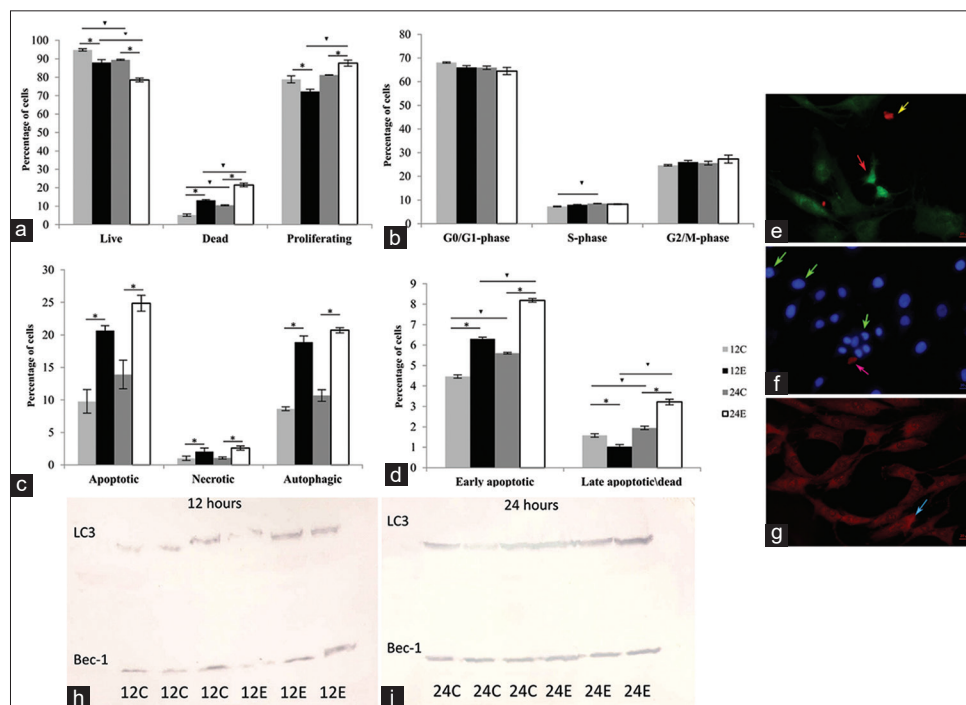 Percentage of cells
100
90
80
70
60
50
40
30
20
10
0
* * * *
Live Dead Proliferating
a
Percentage of cells
80
70
60
50
40
30
20
10
0
G0/G1-phase S-phase G2/M-phase
b
Percentage of cells
30
25
20
15
10
5
0
* * * * * *
Apoptotic Necrotic Autophagic
c
Percentage of cells
9
8
7
6
5
4
3
2
1
0
* * * *
Early apoptotic Late apoptotic\dead
d
12C
12E
24C
24E
e
f
g
12 hours
LC3
Bec-1
12C 12C 12C 12E 12E 12E
h
24 hours
LC3
Bec-1
24C 24C 24C 24E 24E 24E
i